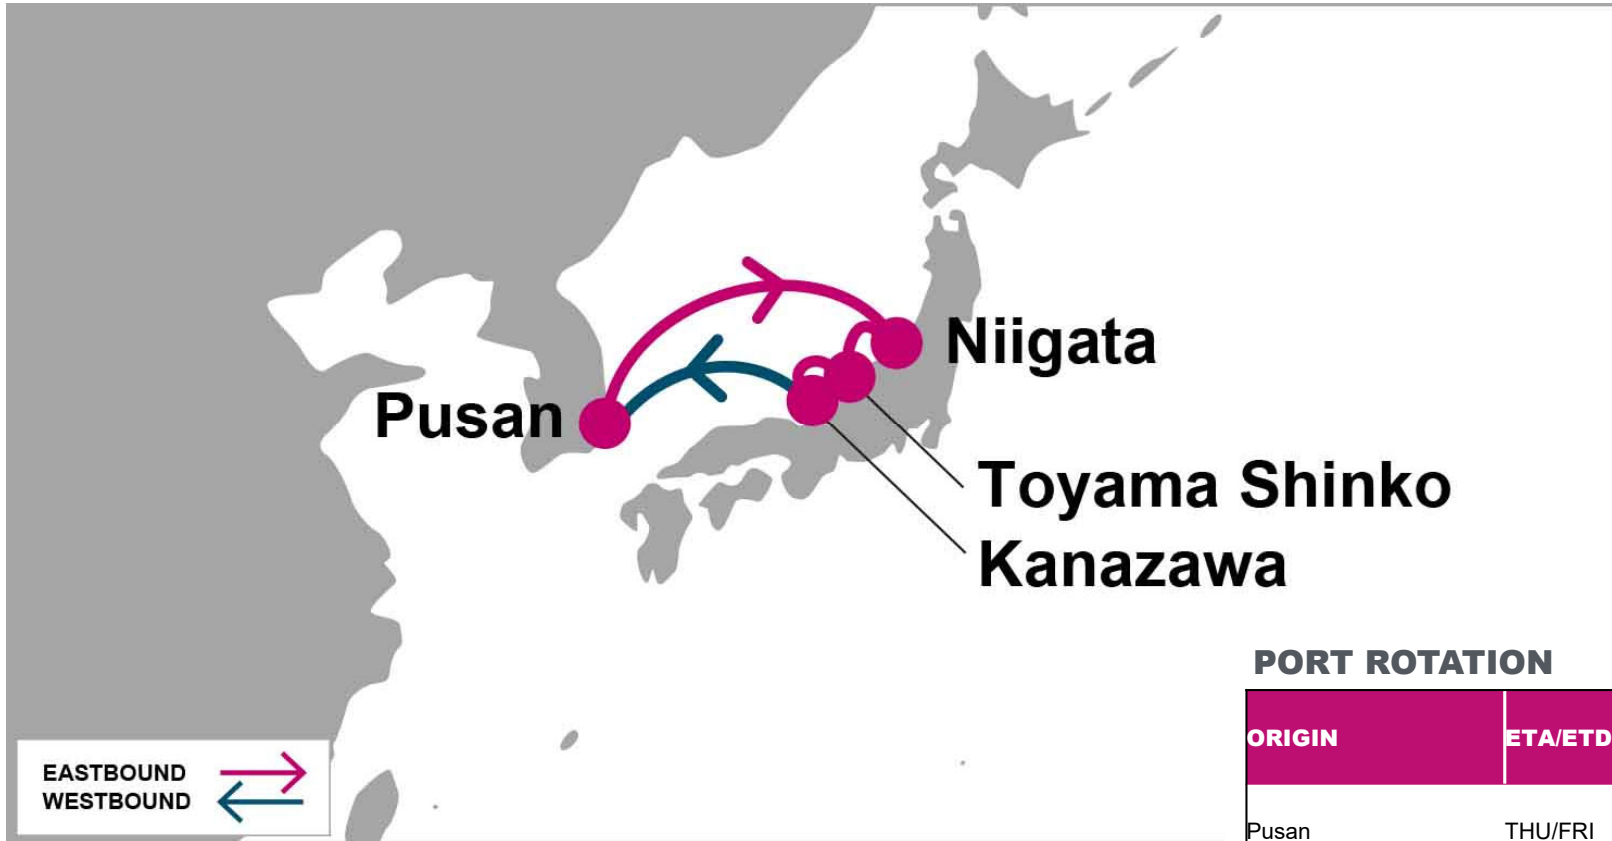 Niigata
Pusan
Toyama Shinko
Kanazawa
PORT ROTATION
ORIGIN ETA/ETD
Pusan THU/FRI
EASTBOUND
WESTBOUND